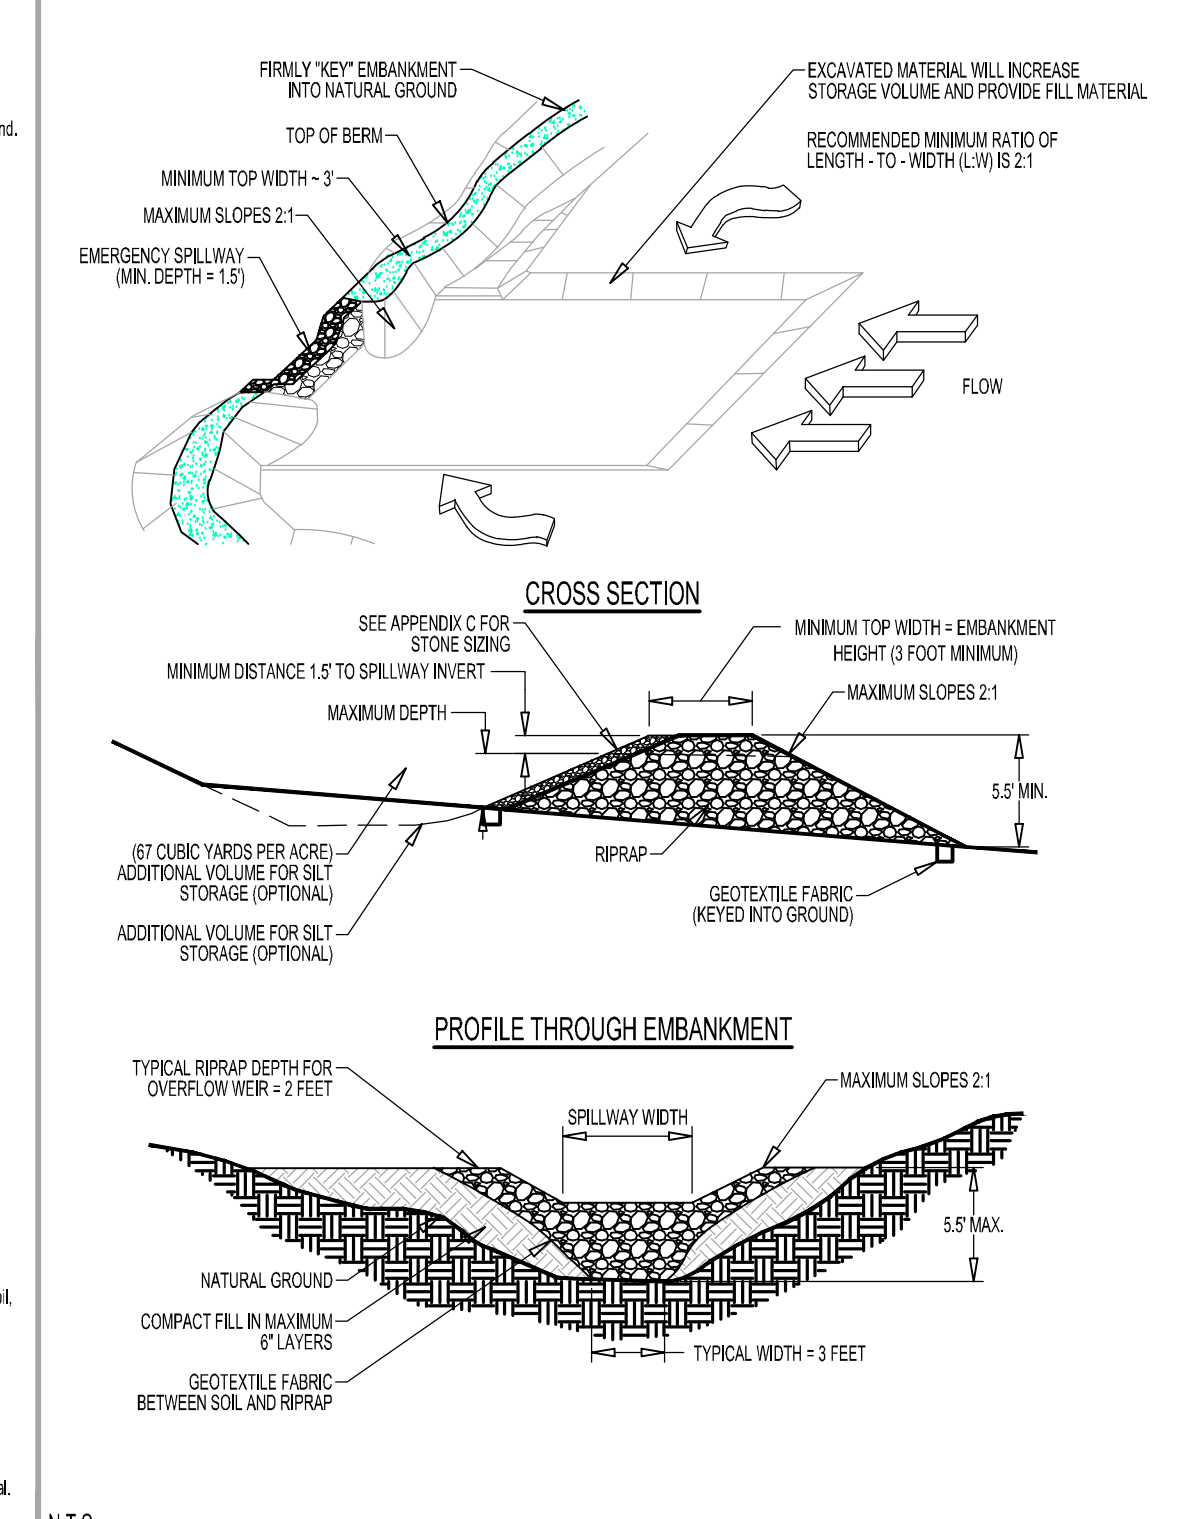 nd.
FIRMLY "KEY" EMBANKMENT
INTO NATURAL GROUND
TOP OF BERM
MINIMUM TOP WIDTH ~ 3'
MAXIMUM SLOPES 2:1
EMERGENCY SPILLWAY
(MIN. DEPTH = 1.5')
EXCAVATED MATERIAL WILL INCREASE
STORAGE VOLUME AND PROVIDE FILL MATERIAL
RECOMMENDED MINIMUM RATIO OF
LENGTH - TO - WIDTH (L:W) IS 2:1
FLOW
CROSS SECTION
SEE APPENDIX C FOR
STONE SIZING
MINIMUM DISTANCE 1.5' TO SPILLWAY INVERT
MAXIMUM DEPTH
MINIMUM TOP WIDTH = EMBANKMENT
HEIGHT (3 FOOT MINIMUM)
MAXIMUM SLOPES 2:1
5.5' MIN.
(67 CUBIC YARDS PER ACRE)
ADDITIONAL VOLUME FOR SILT
STORAGE (OPTIONAL)
ADDITIONAL VOLUME FOR SILT
STORAGE (OPTIONAL)
RIPRAP
GEOTEXTILE FABRIC
(KEYED INTO GROUND)
PROFILE THROUGH EMBANKMENT
TYPICAL RIPRAP DEPTH FOR
OVERFLOW WEIR = 2 FEET
SPILLWAY WIDTH
MAXIMUM SLOPES 2:1
5.5' MAX.
NATURAL GROUND
COMPACT FILL IN MAXIMUM
6" LAYERS
GEOTEXTILE FABRIC
BETWEEN SOIL AND RIPRAP
TYPICAL WIDTH = 3 FEET
oil,
al.